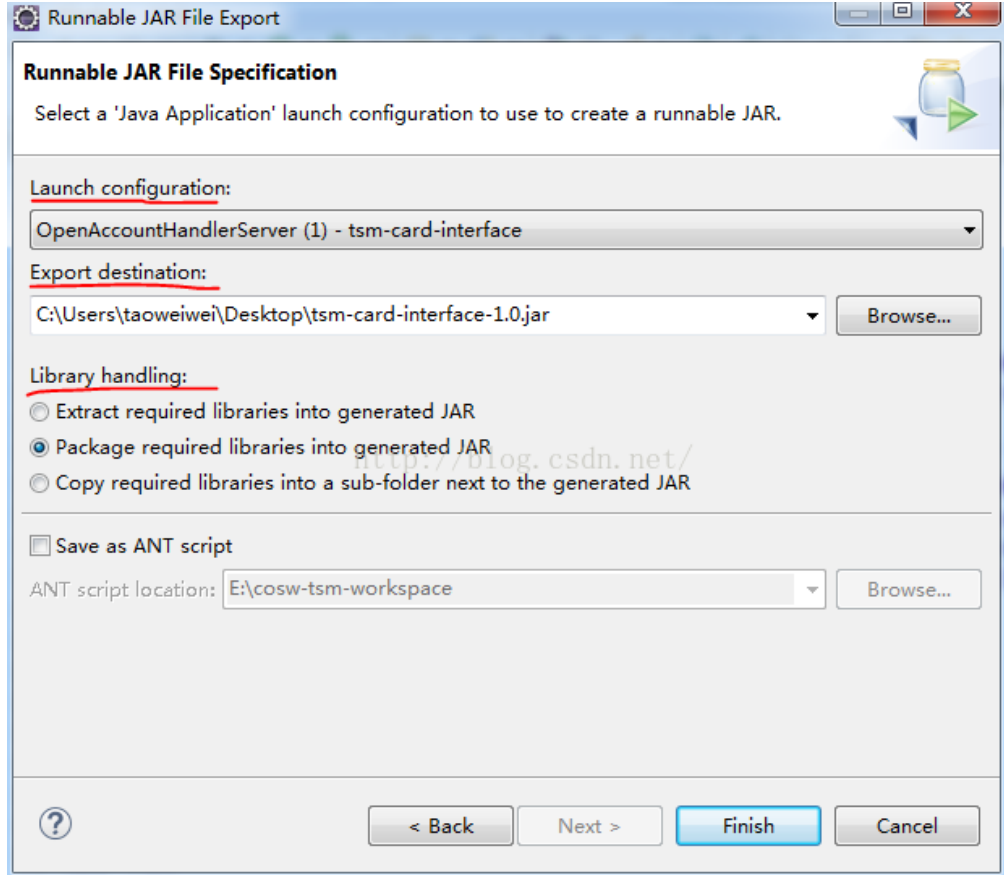 Runnable JAR File Export
Runnable JAR File Specification
Select a 'Java Application' launch configuration to use to create a runnable JAR.
Launch configuration:
OpenAccountHandlerServer (1) - tsm-card-interface
Export destination:
C:\Users\taoweiwei\Desktop\tsm-card-interface-1.0.jar
Browse...
Library handling:
Extract required libraries into generated JAR
Package required libraries into generated JAR
http://blog.csdn.net/
Copy required libraries into a sub-folder next to the generated JAR
Save as ANT script
ANT script location:
E:\cosw-tsm-workspace
Browse...
?
< Back
Next >
Finish
Cancel